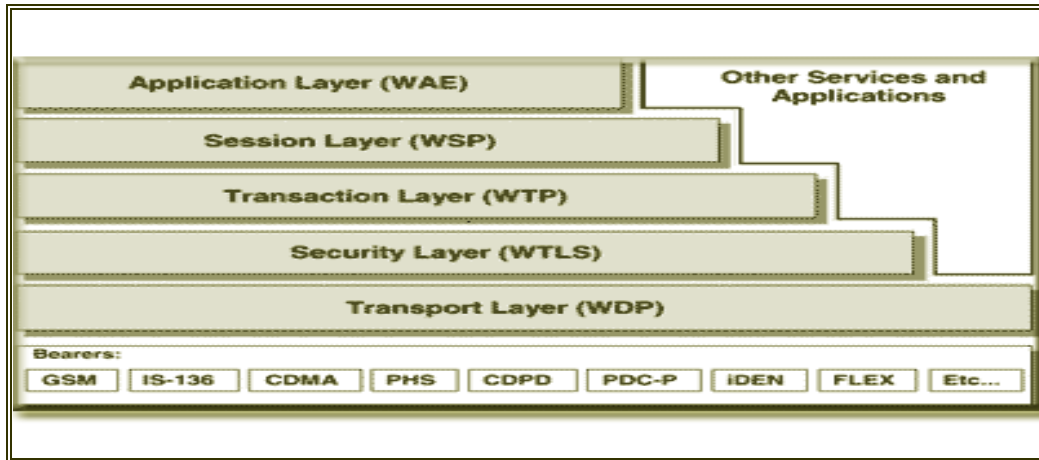 Application Layer (WAE)
Other Services and
Applications
Session Layer (WSP)
Transaction Layer (WTP)
Security Layer (WTLS)
Transport Layer (WDP)
Bearers:
GSM IS-136 CDMA PHS CDPD PDC-P iDEN FLEX Etc...